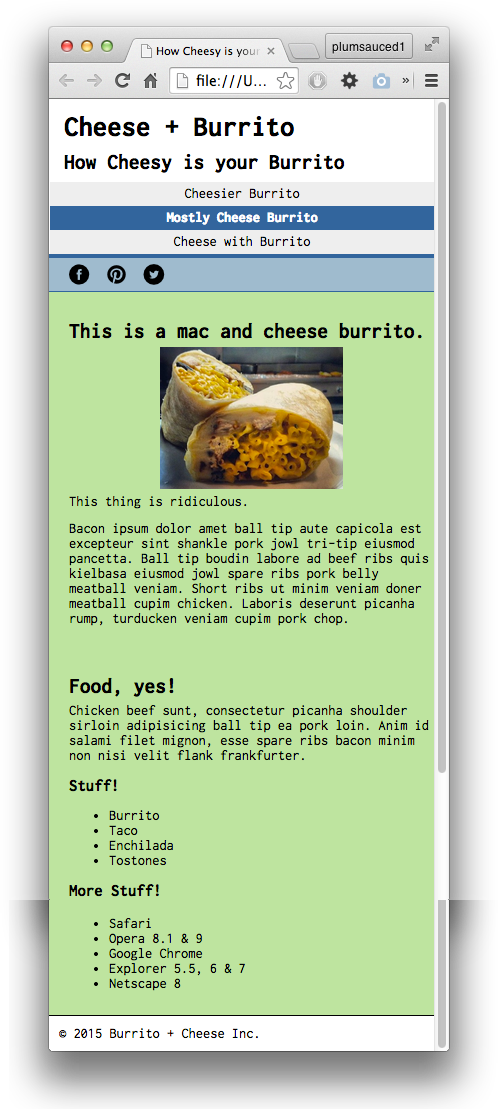 How Cheesy is your
plumsauced1
file:///U...
Cheese + Burrito
How Cheesy is your Burrito
Cheesier Burrito
Mostly Cheese Burrito
Cheese with Burrito
This is a mac and cheese burrito.
This thing is ridiculous.
Bacon ipsum dolor amet ball tip aute capicola est
excepteur sint shankle pork jowl tri-tip eiusmod
pancetta. Ball tip boudin labore ad beef ribs quis
kielbasa eiusmod jowl spare ribs pork belly
meatball veniam. Short ribs ut minim veniam doner
meatball cupim chicken. Laboris deserunt picanha
rump, turducken veniam cupim pork chop.
Food, yes!
Chicken beef sunt, consectetur picanha shoulder
sirloin adipisicing ball tip ea pork loin. Anim id
salami filet mignon, esse spare ribs bacon minim
non nisi velit flank frankfurter.
Stuff!
• Burrito
• Taco
• Enchilada
• Tostones
More Stuff!
• Safari
• Opera 8.1 & 9
• Google Chrome
• Explorer 5.5, 6 & 7
• Netscape 8
© 2015 Burrito + Cheese Inc.